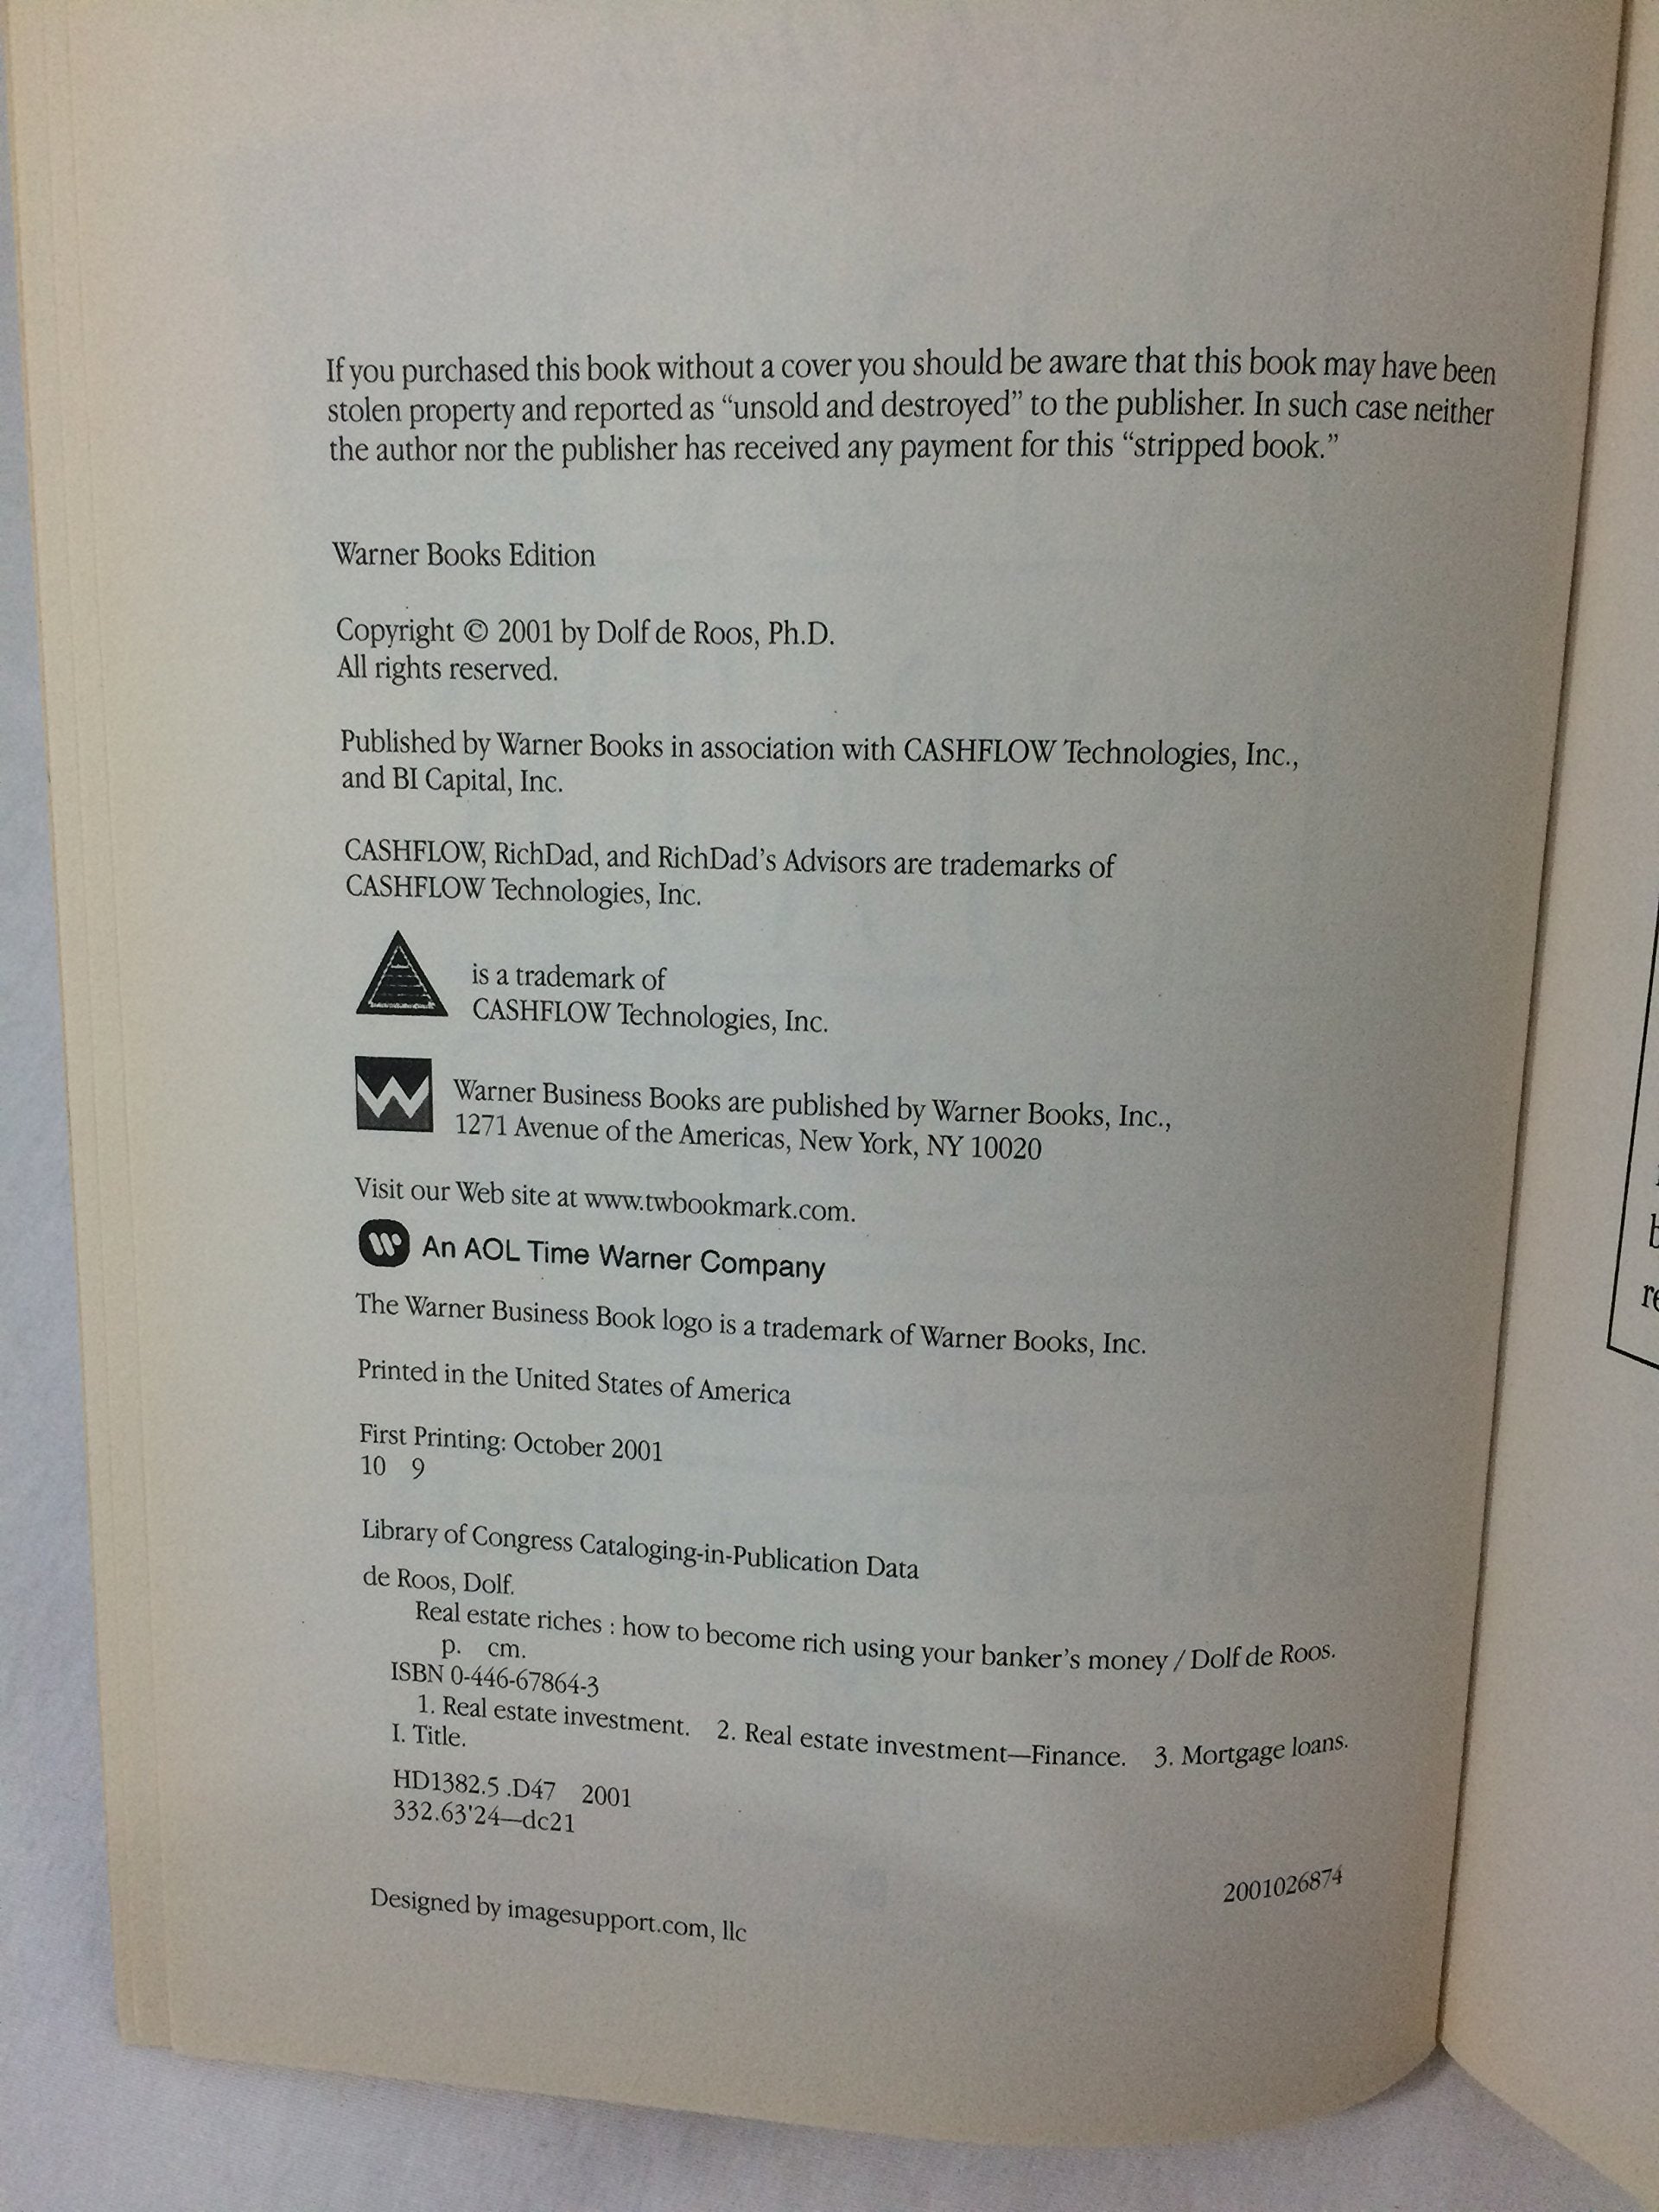 If you purchased this book without a cover you should be aware that this book may have been
stolen property and reported as “unsold and destroyed” to the publisher. In such case neither
the author nor the publisher has received any payment for this “stripped book.”
Warner Books Edition
Copyright © 2001 by Dolf de Roos, Ph.D.
All rights reserved.
Published by Warner Books in association with CASHFLOW Technologies, Inc.,
and BI Capital, Inc.
CASHFLOW, RichDad, and RichDad’s Advisors are trademarks of
CASHFLOW Technologies, Inc.
is a trademark of
CASHFLOW Technologies, Inc.
W
Warner Business Books are published by Warner Books, Inc.,
1271 Avenue of the Americas, New York, NY 10020
Visit our Web site at www.twbookmark.com.
An AOL Time Warner Company
The Warner Business Book logo is a trademark of Warner Books, Inc.
Printed in the United States of America
First Printing: October 2001
10 9
Library of Congress Cataloging-in-Publication Data
de Roos, Dolf.
Real estate riches : how to become rich using your banker’s money / Dolf de Roos.
p. cm.
ISBN 0-446-67864-3
1. Real estate investment. 2. Real estate investment—Finance. 3. Mortgage loans.
I. Title.
HD1382.5 .D47 2001
332.63'24—dc21
2001026874
Designed by imagesupport.com, llc